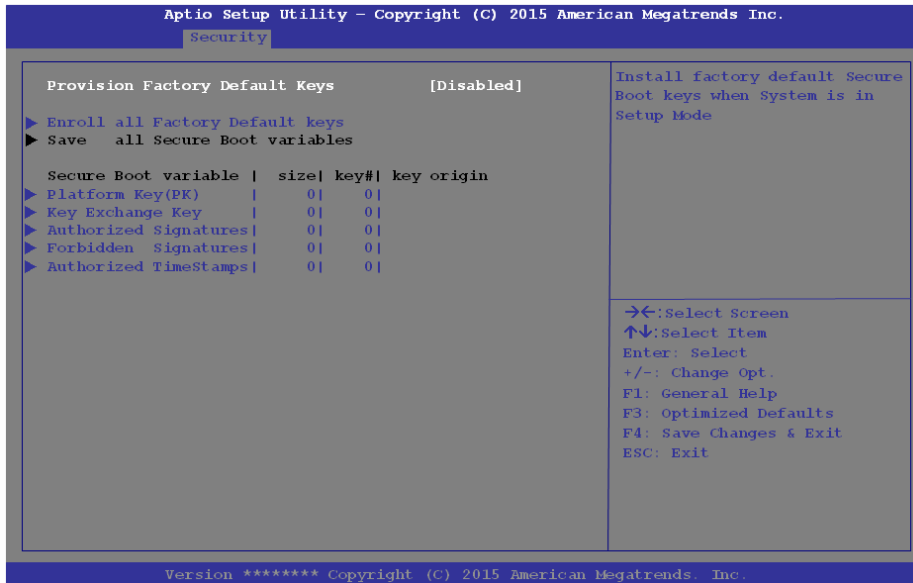 Aptio Setup Utility – Copyright (C) 2015 American Megatrends Inc.
Security
Provision Factory Default Keys [Disabled]
▶ Enroll all Factory Default keys
▶ Save all Secure Boot variables
Secure Boot variable | size| key#| key origin
▶ Platform Key(PK) | 0| 0|
▶ Key Exchange Key | 0| 0|
▶ Authorized Signatures| 0| 0|
▶ Forbidden Signatures| 0| 0|
▶ Authorized TimeStamps| 0| 0|
Install factory default Secure
Boot keys when System is in
Setup Mode
→←:Select Screen
↑↓:Select Item
Enter: Select
+/-: Change Opt.
F1: General Help
F3: Optimized Defaults
F4: Save Changes & Exit
ESC: Exit
Version ******** Copyright (C) 2015 American Megatrends. Inc.